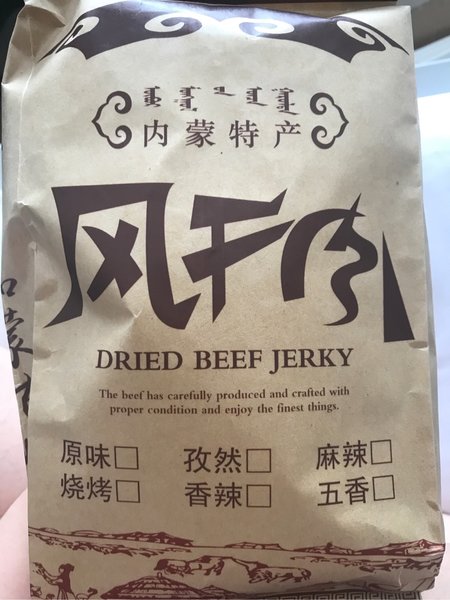 内蒙特产
风干肉
DRIED BEEF JERKY
The beef has carefully produced and crafted with
proper condition and enjoy the finest things.
原味□ 孜然□ 麻辣□
烧烤□ 香辣□ 五香□